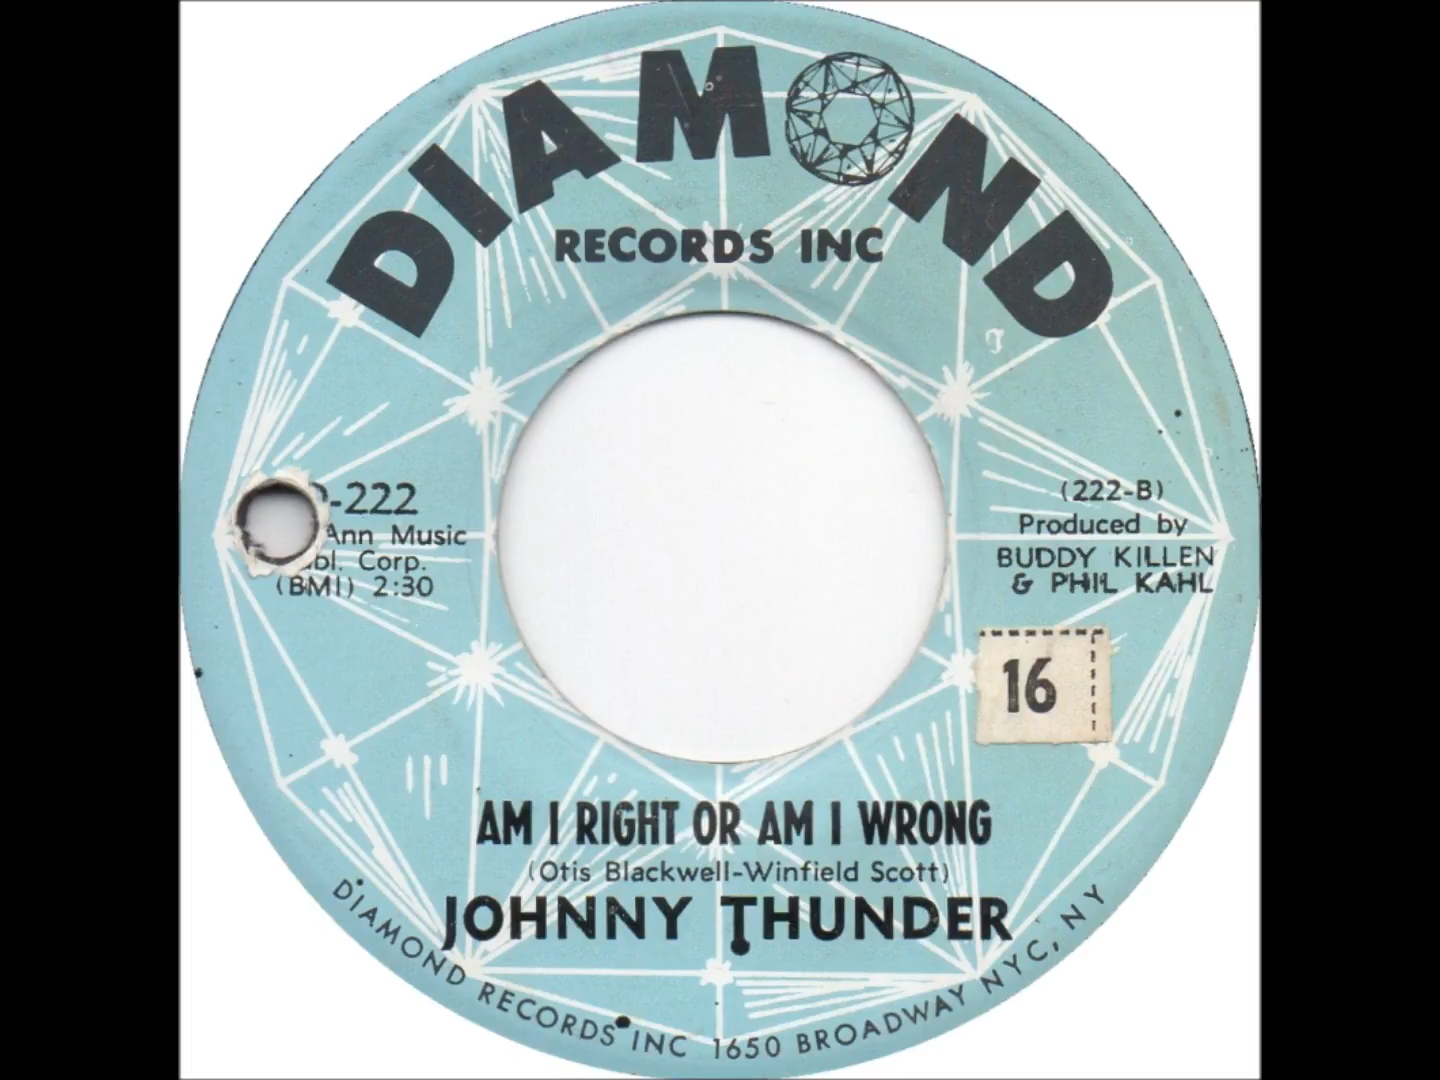 DIAMOND
RECORDS INC
-222
Ann Music
Corp.
(BMI) 2:30
(222-B)
Produced by
BUDDY KILLEN
& PHIL KAHL
16
AM I RIGHT OR AM I WRONG
(Otis Blackwell-Winfield Scott)
JOHNNY THUNDER
DIAMOND RECORDS INC 1650 BROADWAY NYC, NY